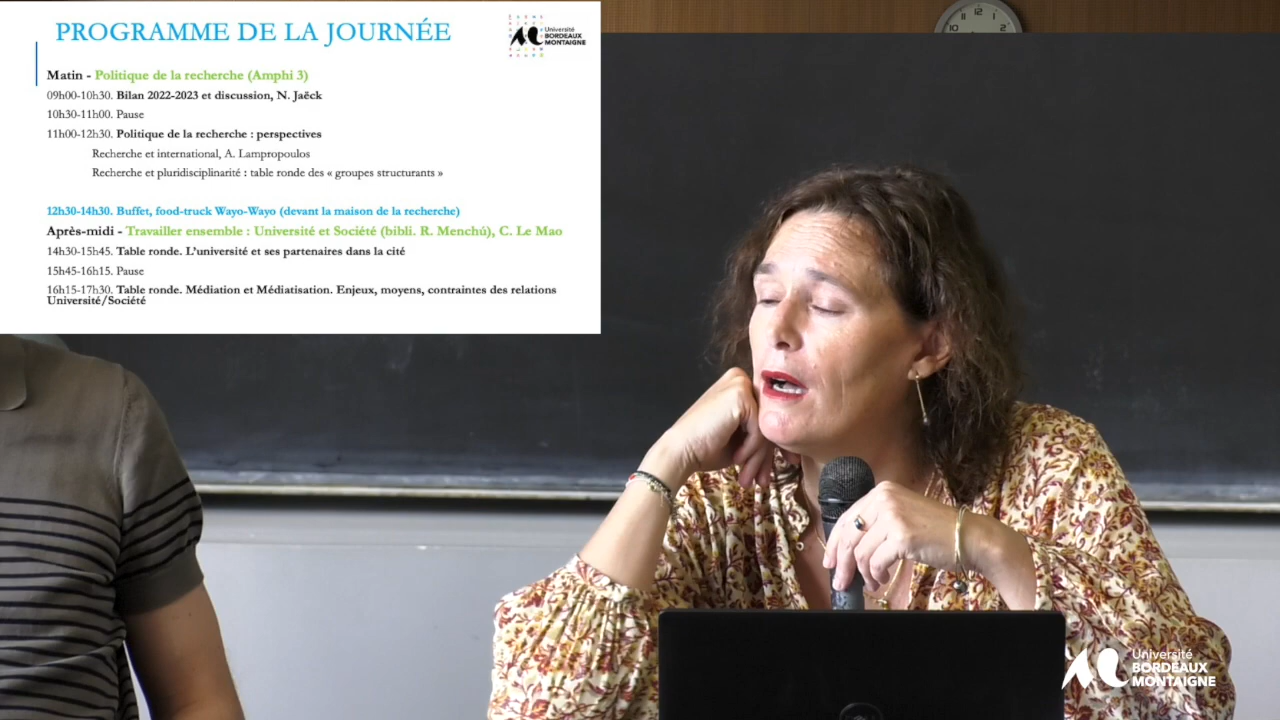 PROGRAMME DE LA JOURNÉE
Université
BORDEAUX
MONTAIGNE
Matin - Politique de la recherche (Amphi 3)
09h00-10h30. Bilan 2022-2023 et discussion, N. Jaëck
10h30-11h00. Pause
11h00-12h30. Politique de la recherche : perspectives
Recherche et international, A. Lampropoulos
Recherche et pluridisciplinarité : table ronde des « groupes structurants »
12h30-14h30. Buffet, food-truck Wayo-Wayo (devant la maison de la recherche)
Après-midi - Travailler ensemble : Université et Société (bibli. R. Menchú), C. Le Mao
14h30-15h45. Table ronde. L'université et ses partenaires dans la cité
15h45-16h15. Pause
16h15-17h30. Table ronde. Médiation et Médiatisation. Enjeux, moyens, contraintes des relations
Université/Société
11 12 1
10 2
Université
BORDEAUX
MONTAIGNE